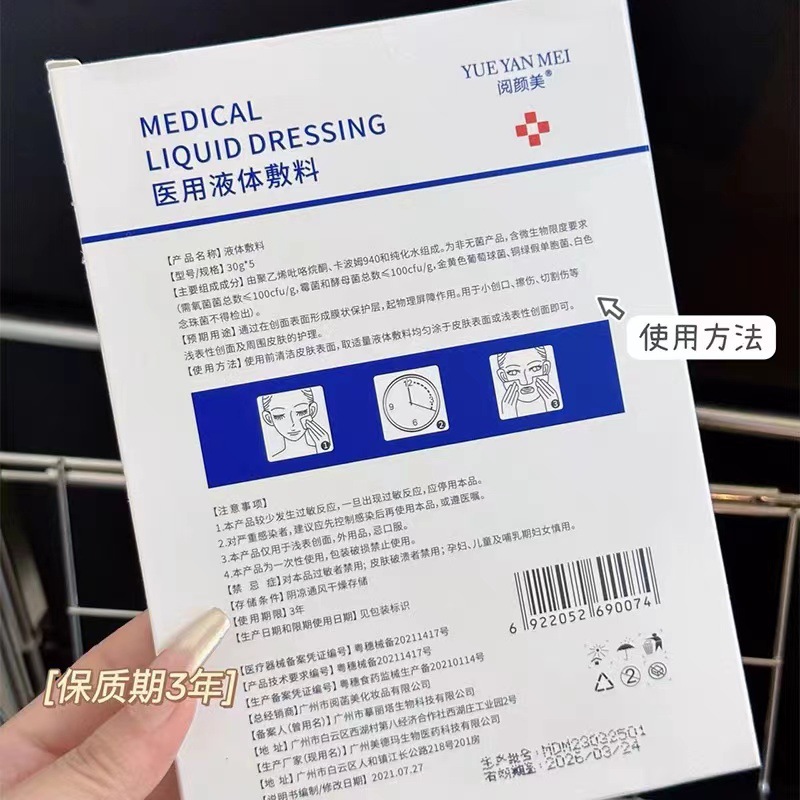 YUE YAN MEI
阅颜美®
MEDICAL
LIQUID DRESSING
医用液体敷料
【产品名称】液体敷料
【型号/规格】30g*5
【主要组成成分】由聚乙烯吡咯烷酮、卡波姆940和纯化水组成。为非无菌产品，含微生物限度要求
（需氧菌菌总数≤100cfu/g，霉菌和酵母菌总数≤100cfu/g，金黄色葡萄球菌、铜绿假单胞菌、白色
念珠菌不得检出）。
【预期用途】通过在创面表面形成膜状保护层，起物理屏障作用。用于小创口、擦伤、切割伤等
浅表性创面及周围皮肤的护理。
【使用方法】使用前清洁皮肤表面，取适量液体敷料均匀涂于皮肤表面或浅表性创面即可。
使用方法
12
9
3
6
1
2
3
【注意事项】
1.本产品较少发生过敏反应，一旦出现过敏反应，应停用本品。
2.对严重感染者，建议应先控制感染后再使用本品，或遵医嘱。
3.本产品仅用于浅表创面，外用品，忌口服。
4.本产品为一次性使用，包装破损禁止使用。
【禁 忌 症】对本品过敏者禁用；皮肤破溃者禁用；孕妇、儿童及哺乳期妇女慎用。
【存储条件】阴凉通风干燥存储
【使用期限】3年
【生产日期和限期使用日期】见包装标识
6 922052 690074
【医疗器械备案凭证编号】粤穗械备20211417号
【产品技术要求编号】粤穗械备20211417号
【生产备案凭证编号】粤穗食药监械生产备20210114号
【总经销商】广州市阅菡美化妆品有限公司
【备案人（曾用名）】广州市摹丽塔生物科技有限公司
【地 址】广州市白云区西湖村第八经济合作社西湖庄工业园2号
【生产厂家（现用名）】广州美德玛生物医药科技有限公司
【地 址】广州市白云区人和镇江长公路218号201房
【说明书编制/修改日期】2021.07.27
2
生产批号：MDM23032501
有效期至：2026/03/24
[保质期3年]